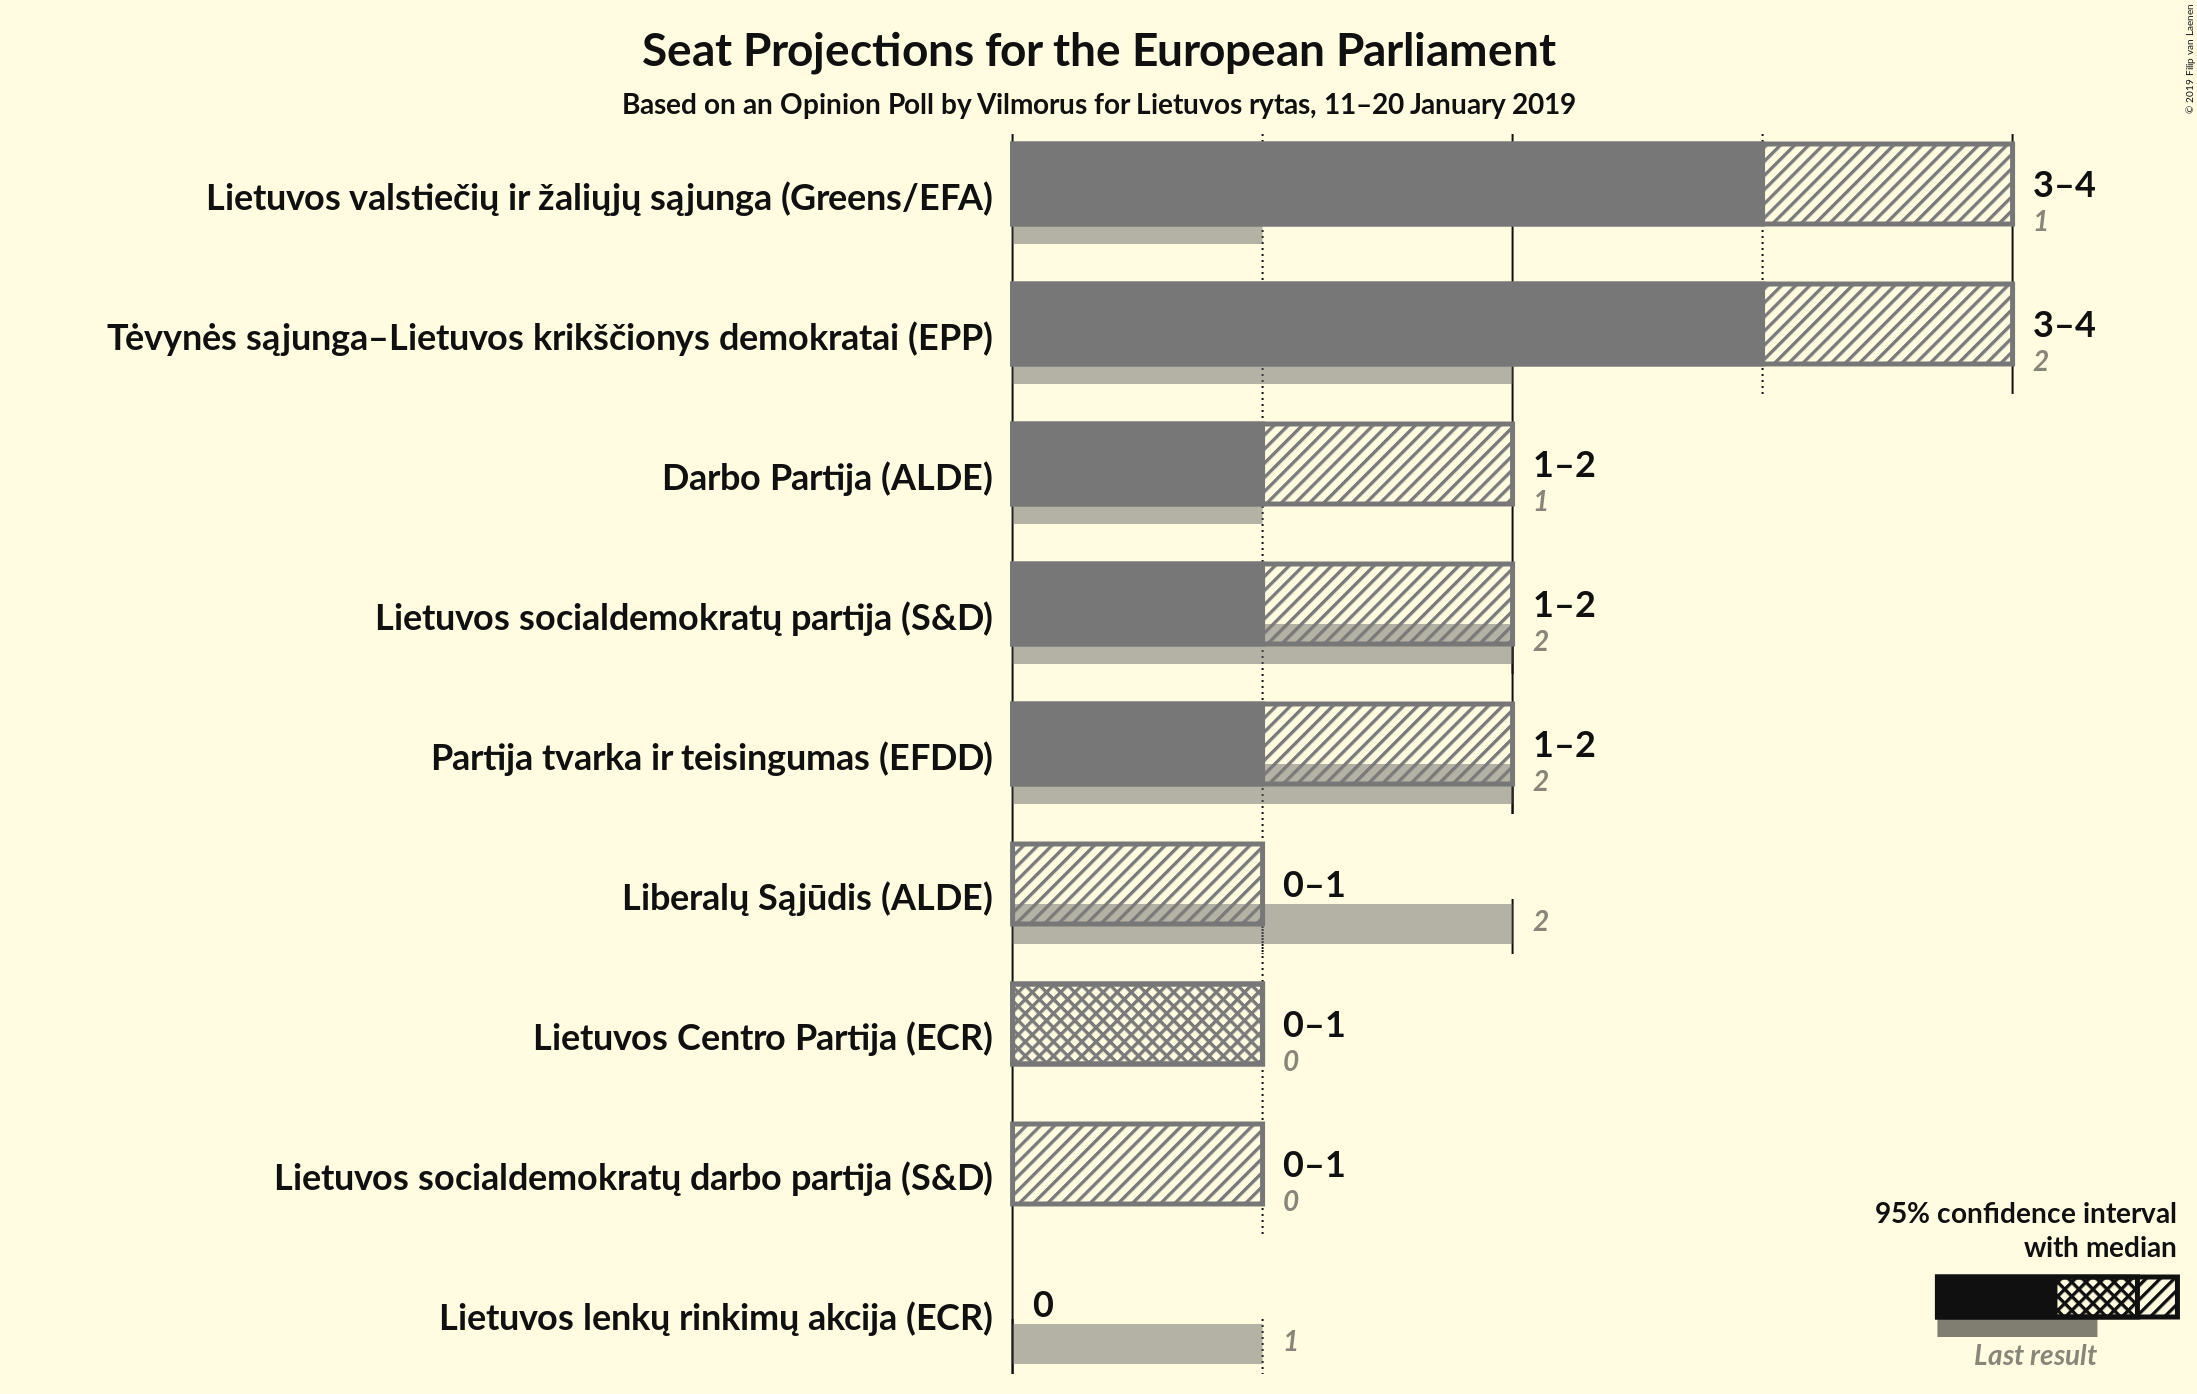 Seat Projections for the European Parliament
Based on an Opinion Poll by Vilmorus for Lietuvos rytas, 11–20 January 2019
© 2019 Filip van Laenen
Lietuvos valstiečių ir žaliųjų sąjunga (Greens/EFA)
3–4
1
Tėvynės sąjunga–Lietuvos krikščionys demokratai (EPP)
3–4
2
Darbo Partija (ALDE)
1–2
1
Lietuvos socialdemokratų partija (S&D)
1–2
2
Partija tvarka ir teisingumas (EFDD)
1–2
2
Liberalų Sąjūdis (ALDE)
0–1
2
Lietuvos Centro Partija (ECR)
0–1
0
Lietuvos socialdemokratų darbo partija (S&D)
0–1
0
Lietuvos lenkų rinkimų akcija (ECR)
0
1
95% confidence interval
with median
Last result